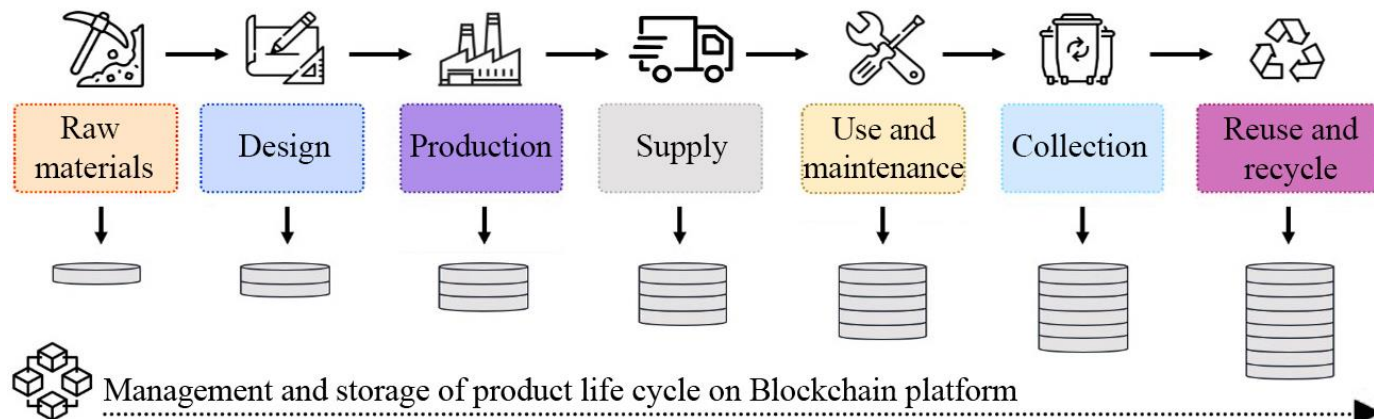 Raw
materials
Design
Production
Supply
Use and
maintenance
Collection
Reuse and
recycle
Management and storage of product life cycle on Blockchain platform